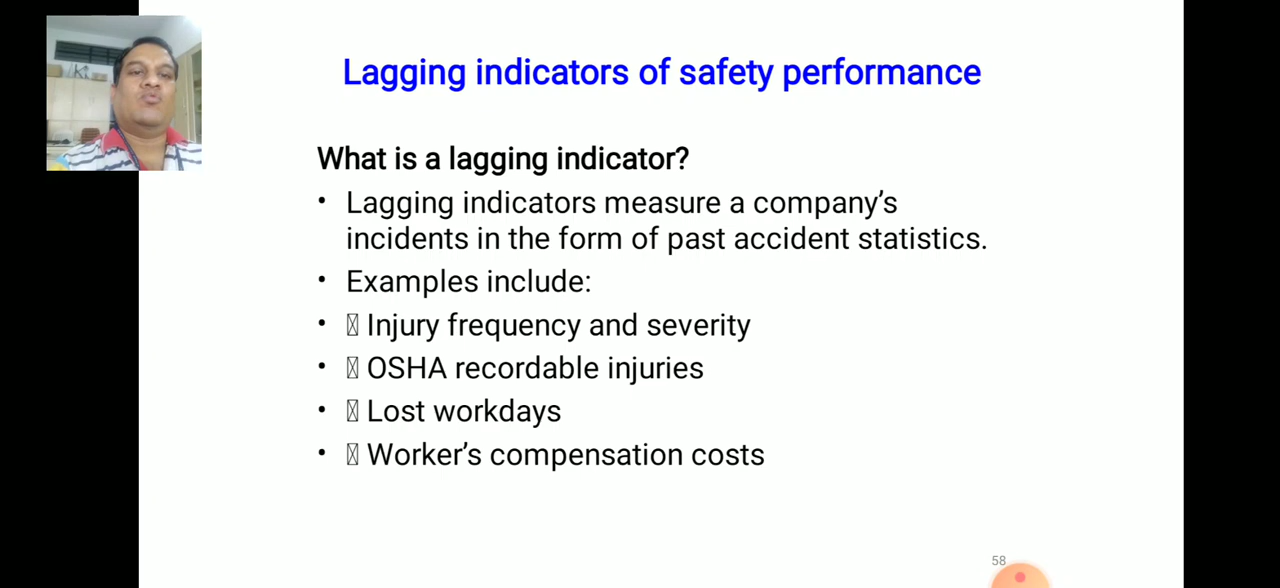 Lagging indicators of safety performance
What is a lagging indicator?
• Lagging indicators measure a company’s
incidents in the form of past accident statistics.
• Examples include:
• Injury frequency and severity
• OSHA recordable injuries
• Lost workdays
• Worker’s compensation costs
58